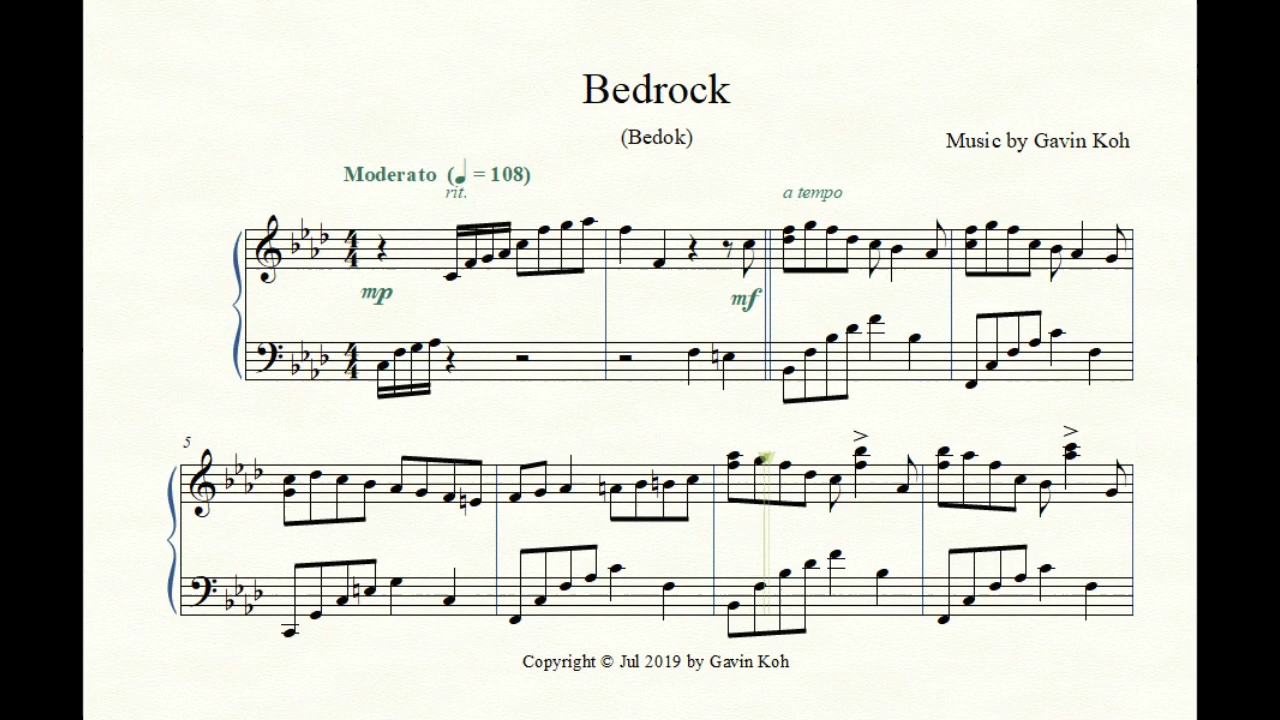 Bedrock
(Bedok)
Music by Gavin Koh
Moderato (♩ = 108)
rit.
a tempo
mp
mf
5
Copyright © Jul 2019 by Gavin Koh